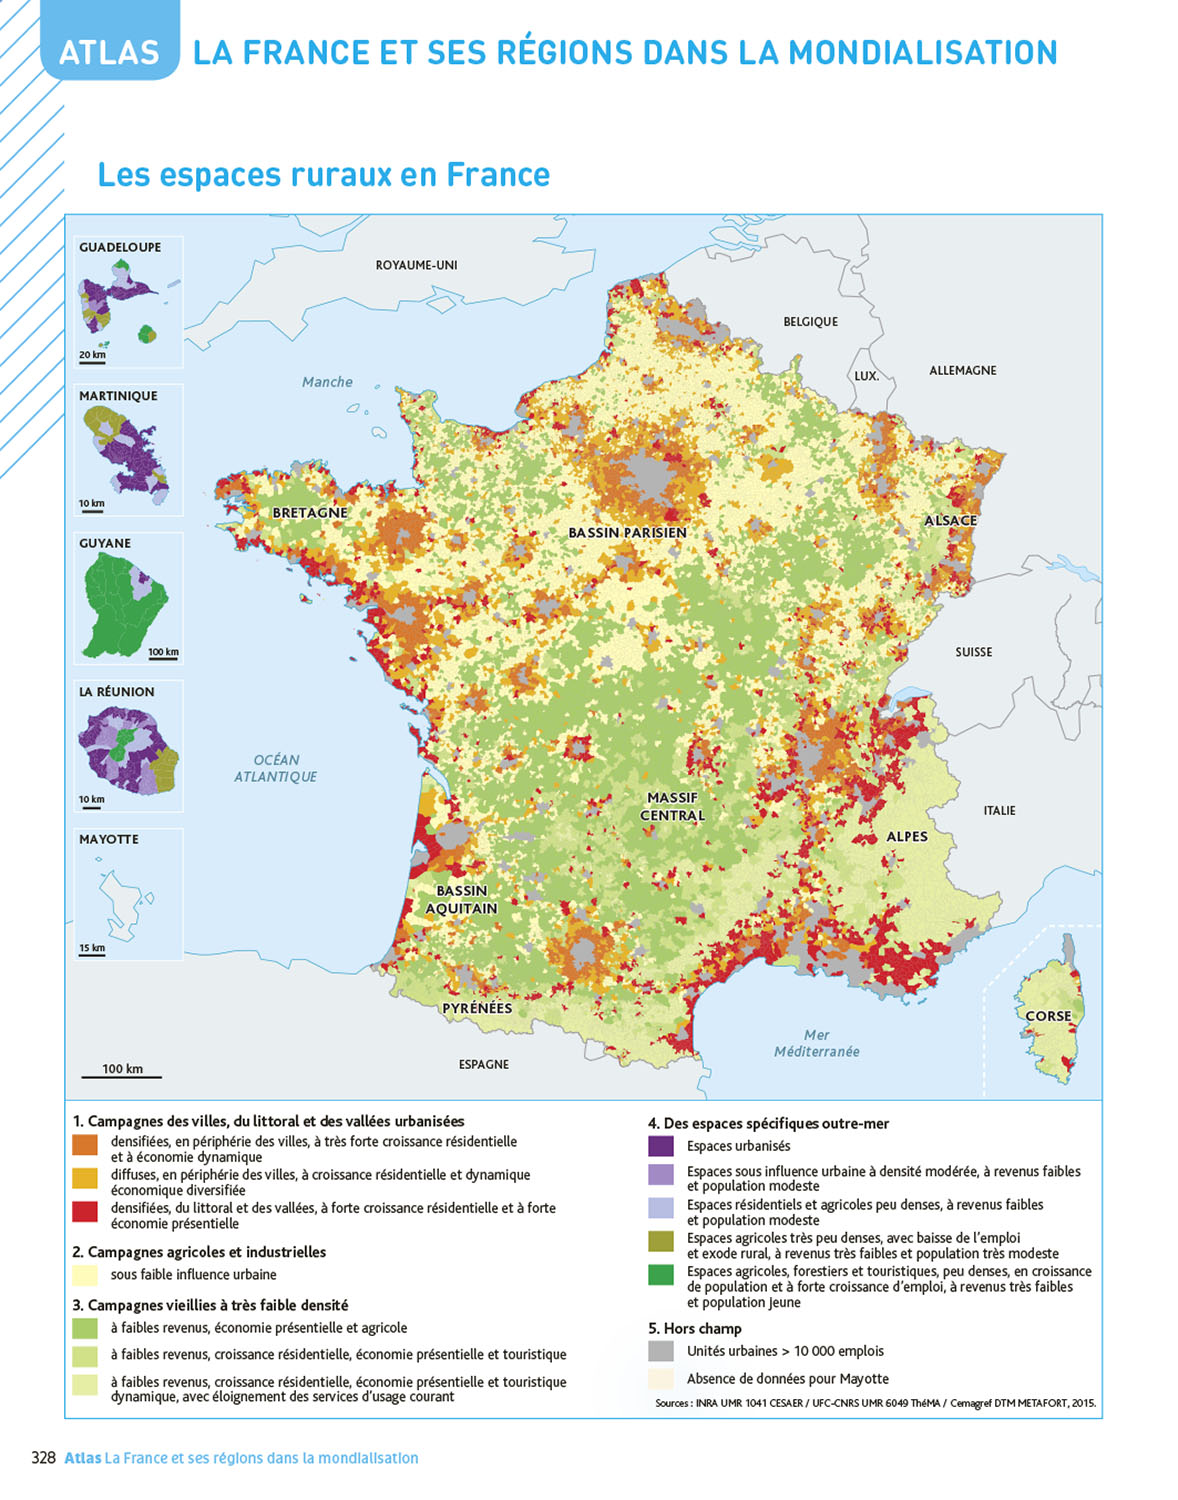 ATLAS LA FRANCE ET SES RÉGIONS DANS LA MONDIALISATION
Les espaces ruraux en France
GUADELOUPE
20 km
MARTINIQUE
10 km
GUYANE
100 km
LA RÉUNION
10 km
MAYOTTE
15 km
ROYAUME-UNI
BELGIQUE
LUX.
ALLEMAGNE
Manche
BRETAGNE
BASSIN PARISIEN
ALSACE
SUISSE
OCÉAN
ATLANTIQUE
MASSIF
CENTRAL
ITALIE
ALPES
BASSIN
AQUITAIN
PYRÉNÉES
CORSE
Mer
Méditerranée
ESPAGNE
100 km
1. Campagnes des villes, du littoral et des vallées urbanisées
densifiées, en périphérie des villes, à très forte croissance résidentielle
et à économie dynamique
diffuses, en périphérie des villes, à croissance résidentielle et dynamique
économique diversifiée
densifiées, du littoral et des vallées, à forte croissance résidentielle et à forte
économie présentielle
2. Campagnes agricoles et industrielles
sous faible influence urbaine
3. Campagnes vieillies à très faible densité
à faibles revenus, économie présentielle et agricole
à faibles revenus, croissance résidentielle, économie présentielle et touristique
à faibles revenus, croissance résidentielle, économie présentielle et touristique
dynamique, avec éloignement des services d'usage courant
4. Des espaces spécifiques outre-mer
Espaces urbanisés
Espaces sous influence urbaine à densité modérée, à revenus faibles
et population modeste
Espaces résidentiels et agricoles peu denses, à revenus faibles
et population modeste
Espaces agricoles très peu denses, avec baisse de l'emploi
et exode rural, à revenus très faibles et population très modeste
Espaces agricoles, forestiers et touristiques, peu denses, en croissance
de population et à forte croissance d'emploi, à revenus très faibles
et population Jeune
5. Hors champ
Unités urbaines > 10 000 emplois
Absence de données pour Mayotte
Sources : INRA UMR 1041 CESAER / UFC-CNRS UMR 6049 ThéMA / Cemagref DTM METAFORT, 2015.
328 Atlas La France et ses régions dans la mondialisation